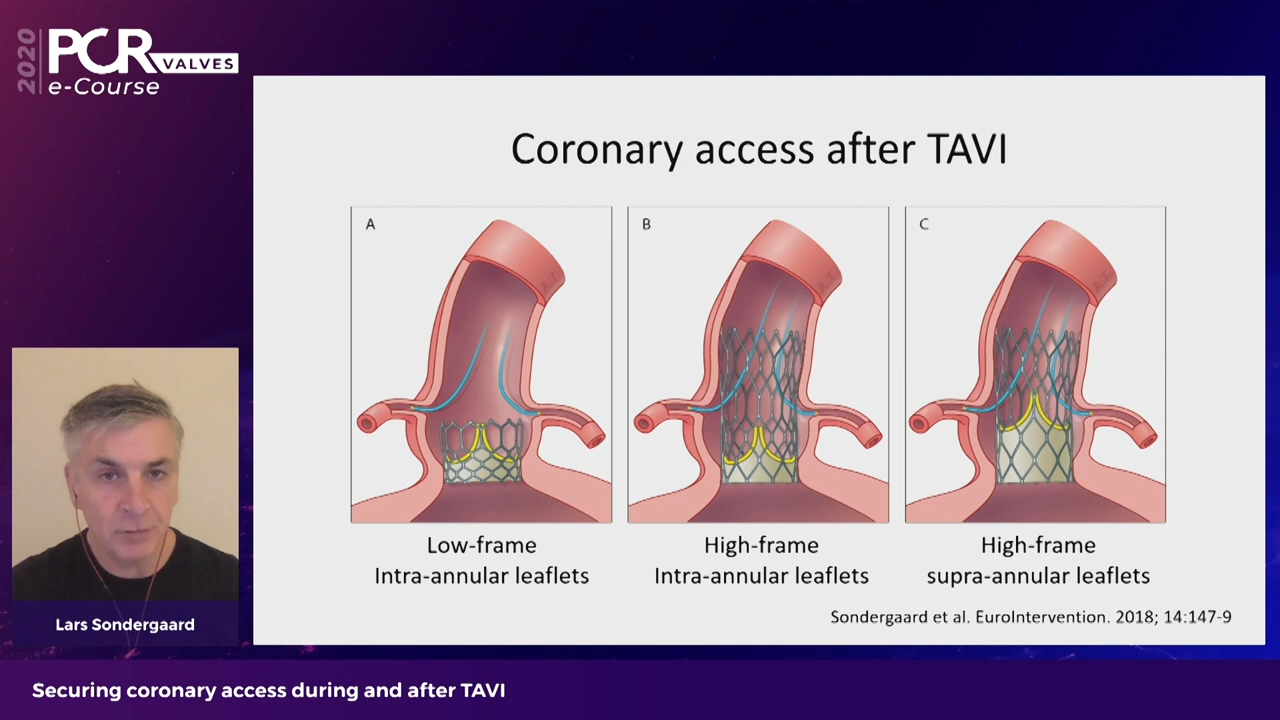 2020
PCR
VALVES
e-Course
Coronary access after TAVI
A
B
C
Low-frame
Intra-annular leaflets
High-frame
Intra-annular leaflets
High-frame
supra-annular leaflets
Sondergaard et al. EuroIntervention. 2018; 14:147-9
Lars Sondergaard
Securing coronary access during and after TAVI